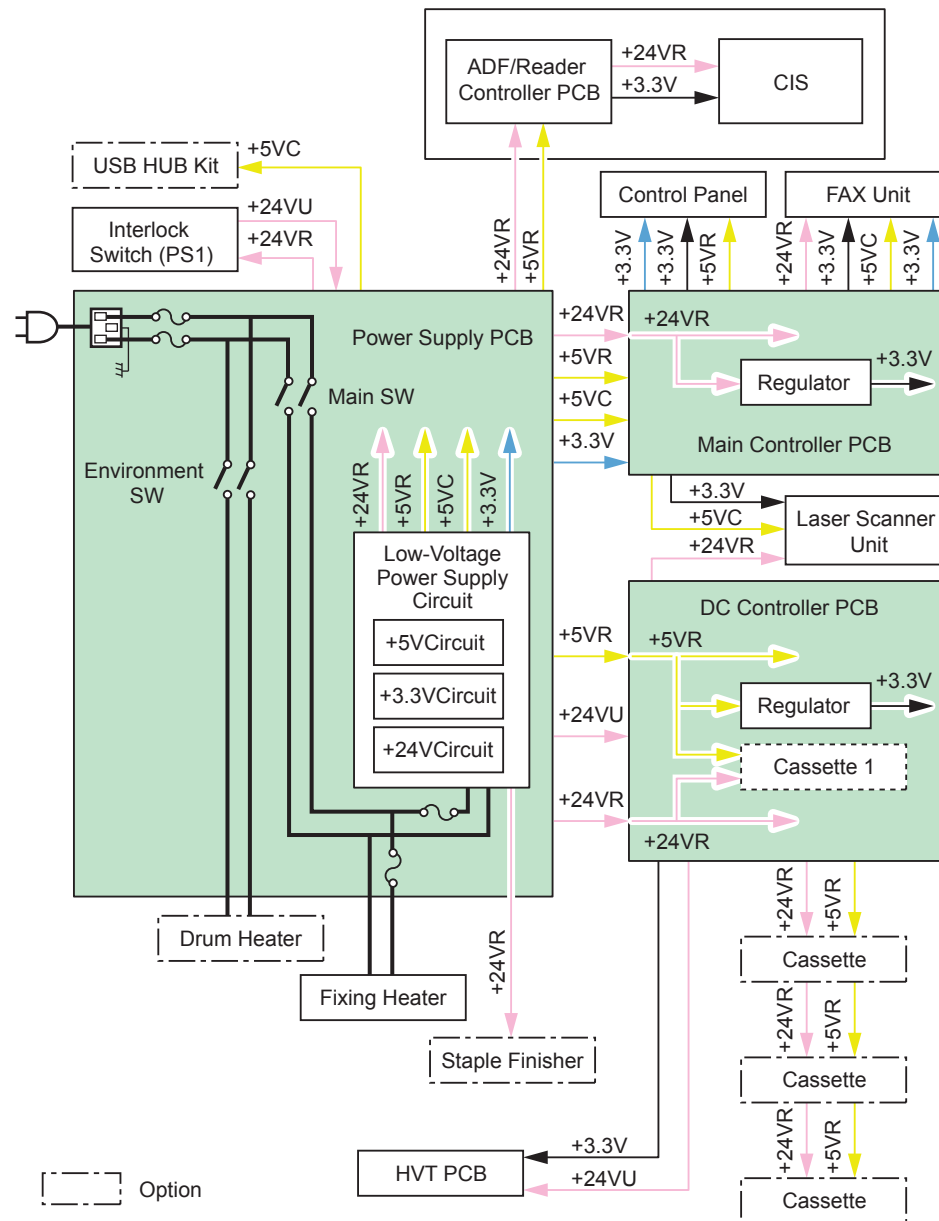 +24VR
+3.3V
ADF/Reader
Controller PCB
CIS
+5VC
USB HUB Kit
+24VU
+24VR
Interlock
Switch (PS1)
+24VR
+5VR
Control Panel
FAX Unit
+3.3V
+3.3V
+5VR
+24VR
+3.3V
+5VC
+3.3V
Power Supply PCB
+24VR
+5VR
+5VC
+3.3V
+24VR
Regulator
+3.3V
Main Controller PCB
Main SW
Environment
SW
+24VR
+5VR
+5VC
+3.3V
Low-Voltage
Power Supply
Circuit
+5VCircuit
+3.3VCircuit
+24VCircuit
+3.3V
+5VC
+24VR
Laser Scanner
Unit
DC Controller PCB
+5VR
+5VR
+3.3V
Regulator
+24VU
Cassette 1
+24VR
+24VR
Drum Heater
Fixing Heater
+24VR
Staple Finisher
+24VR
+5VR
Cassette
+24VR
+5VR
Cassette
+24VR
+5VR
Cassette
HVT PCB
+3.3V
+24VU
Option